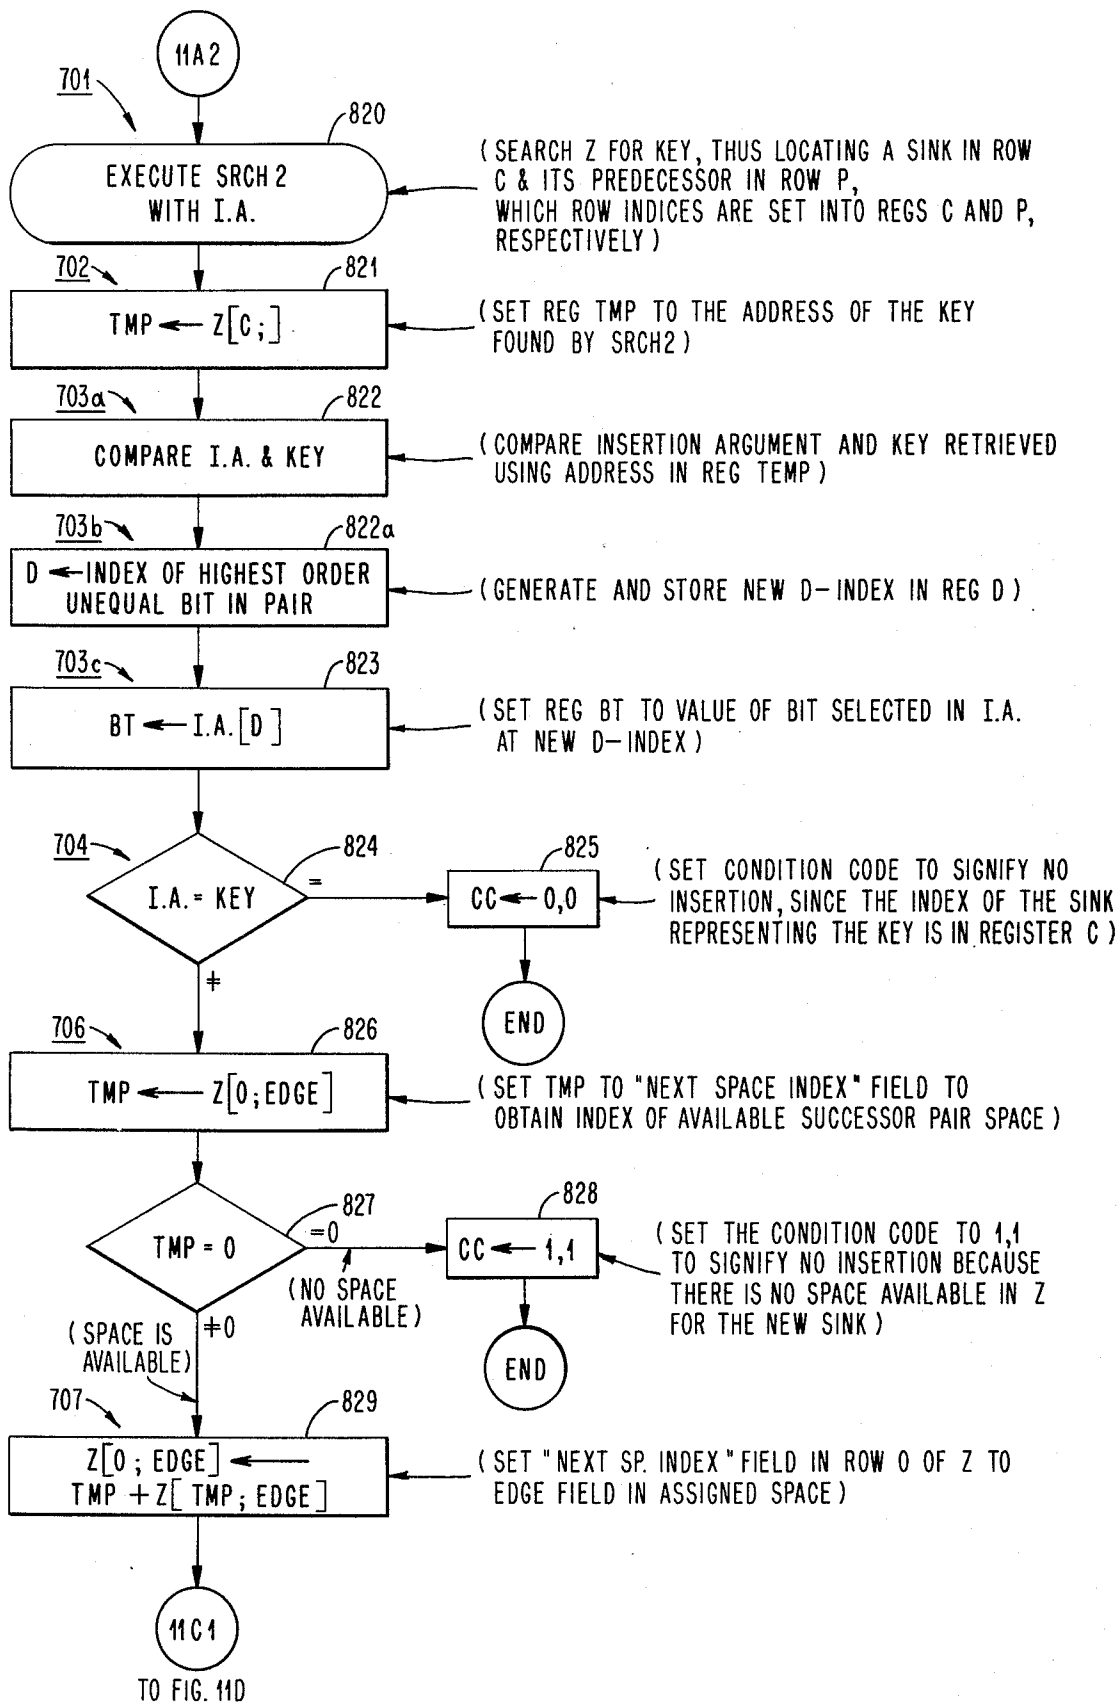 11A2
701
820
EXECUTE SRCH 2
WITH I.A.
(SEARCH Z FOR KEY, THUS LOCATING A SINK IN ROW
C & ITS PREDECESSOR IN ROW P,
WHICH ROW INDICES ARE SET INTO REGS C AND P,
RESPECTIVELY)
702
821
TMP ← Z[C;]
(SET REG TMP TO THE ADDRESS OF THE KEY
FOUND BY SRCH2)
703a
822
COMPARE I.A. & KEY
(COMPARE INSERTION ARGUMENT AND KEY RETRIEVED
USING ADDRESS IN REG TEMP)
703b
822a
D ← INDEX OF HIGHEST ORDER
UNEQUAL BIT IN PAIR
(GENERATE AND STORE NEW D-INDEX IN REG D)
703c
823
BT ← I.A.[D]
(SET REG BT TO VALUE OF BIT SELECTED IN I.A.
AT NEW D-INDEX)
704
824
I.A. = KEY
=
825
CC ← 0,0
(SET CONDITION CODE TO SIGNIFY NO
INSERTION, SINCE THE INDEX OF THE SINK
REPRESENTING THE KEY IS IN REGISTER C)
≠
END
706
826
TMP ← Z[0;EDGE]
(SET TMP TO "NEXT SPACE INDEX" FIELD TO
OBTAIN INDEX OF AVAILABLE SUCCESSOR PAIR SPACE)
827
TMP = 0
=0
(NO SPACE
AVAILABLE)
828
CC ← 1,1
(SET THE CONDITION CODE TO 1,1
TO SIGNIFY NO INSERTION BECAUSE
THERE IS NO SPACE AVAILABLE IN Z
FOR THE NEW SINK)
≠0
(SPACE IS
AVAILABLE)
END
707
829
Z[0; EDGE] ←
TMP + Z[TMP; EDGE]
(SET "NEXT SP. INDEX" FIELD IN ROW 0 OF Z TO
EDGE FIELD IN ASSIGNED SPACE)
11C1
TO FIG. 11D